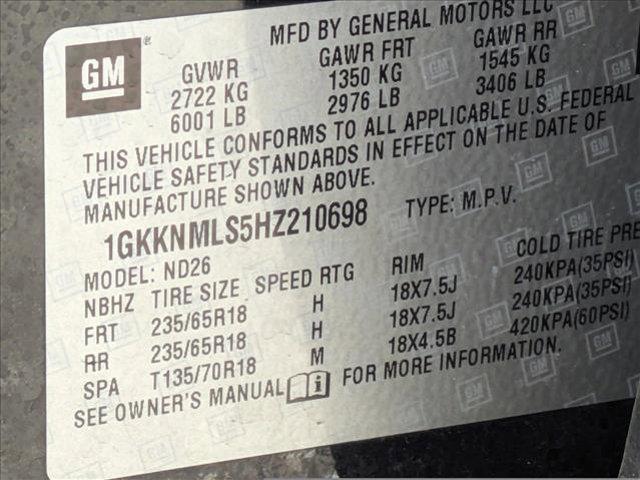 MFD BY GENERAL MOTORS LLC
GM
GVWR GAWR FRT GAWR RR
2722 KG 1350 KG 1545 KG
6001 LB 2976 LB 3406 LB
THIS VEHICLE CONFORMS TO ALL APPLICABLE U.S. FEDERAL
VEHICLE SAFETY STANDARDS IN EFFECT ON THE DATE OF
MANUFACTURE SHOWN ABOVE.
1GKKNMLS5HZ210698 TYPE: M.P.V.
MODEL: ND26
NBHZ TIRE SIZE SPEED RTG RIM COLD TIRE PRE
FRT 235/65R18 H 18X7.5J 240KPA(35PSI)
RR 235/65R18 H 18X7.5J 240KPA(35PSI)
SPA T135/70R18 M 18X4.5B 420KPA(60PSI)
SEE OWNER'S MANUAL i FOR MORE INFORMATION.